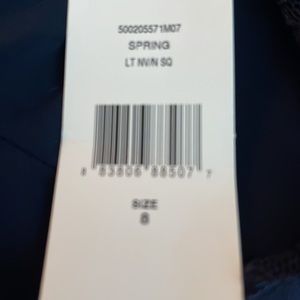 500205571M07
SPRING
LT NV/N SQ
8 83806 88507 7
SIZE
8